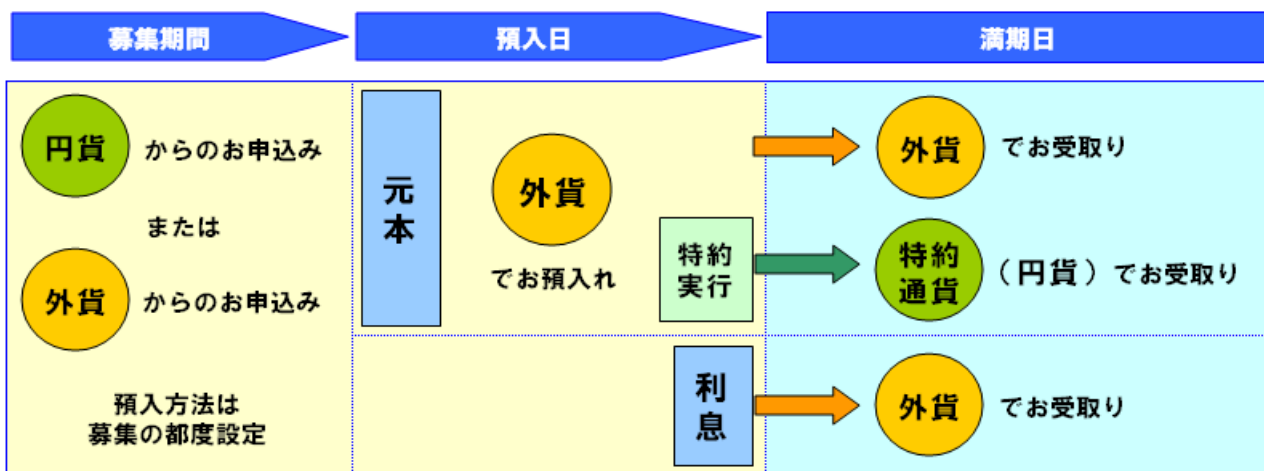 募集期間
預入日
満期日
円貨 からのお申込み
または
外貨 からのお申込み
預入方法は
募集の都度設定
元
本
外貨
でお預入れ
特約
実行
外貨 でお受取り
特約
通貨
（円貨）でお受取り
利
息
外貨 でお受取り